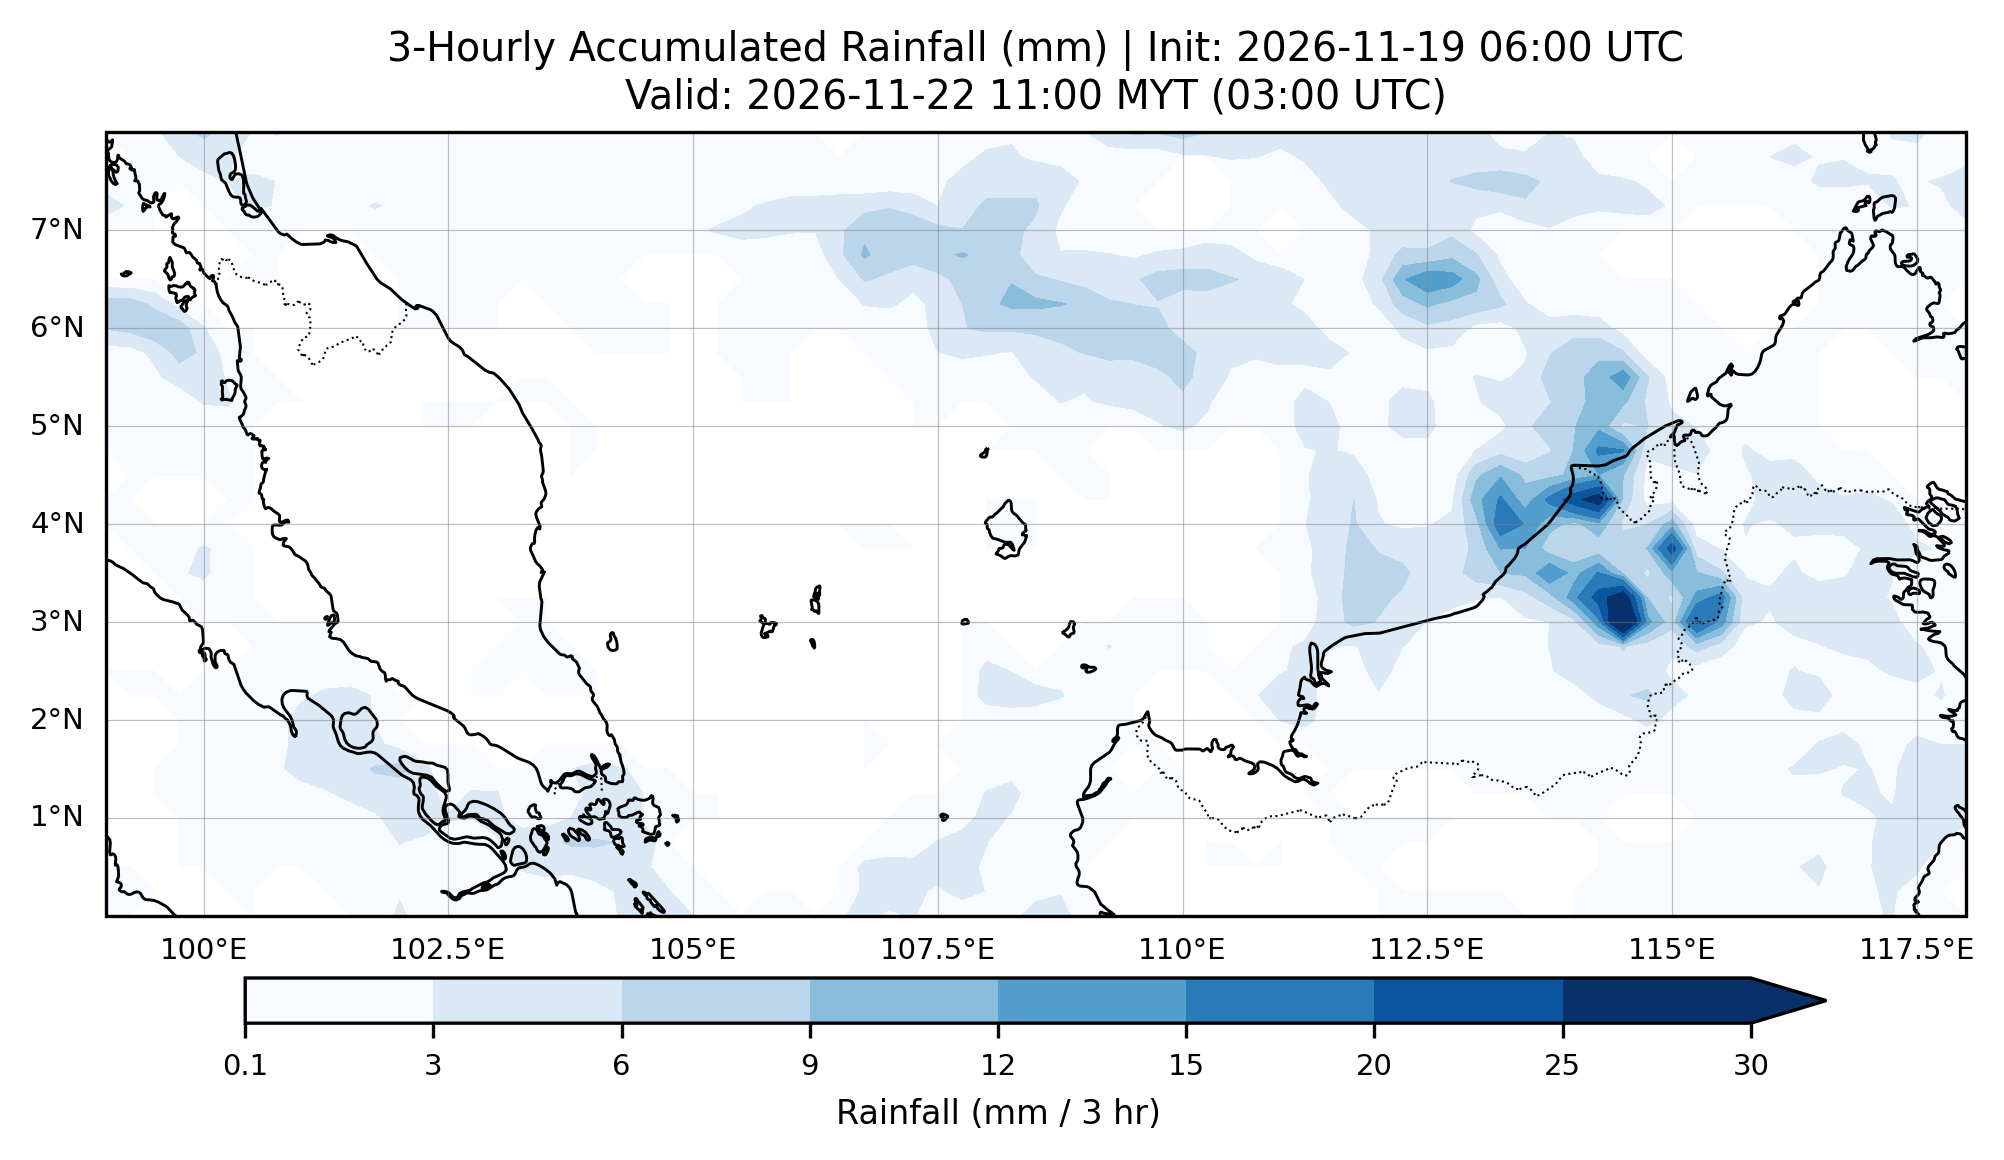 3-Hourly Accumulated Rainfall (mm) | Init: 2026-11-19 06:00 UTC
Valid: 2026-11-22 11:00 MYT (03:00 UTC)
7°N
6°N
5°N
4°N
3°N
2°N
1°N
100°E 102.5°E 105°E 107.5°E 110°E 112.5°E 115°E 117.5°E
0.1 3 6 9 12 15 20 25 30
Rainfall (mm / 3 hr)